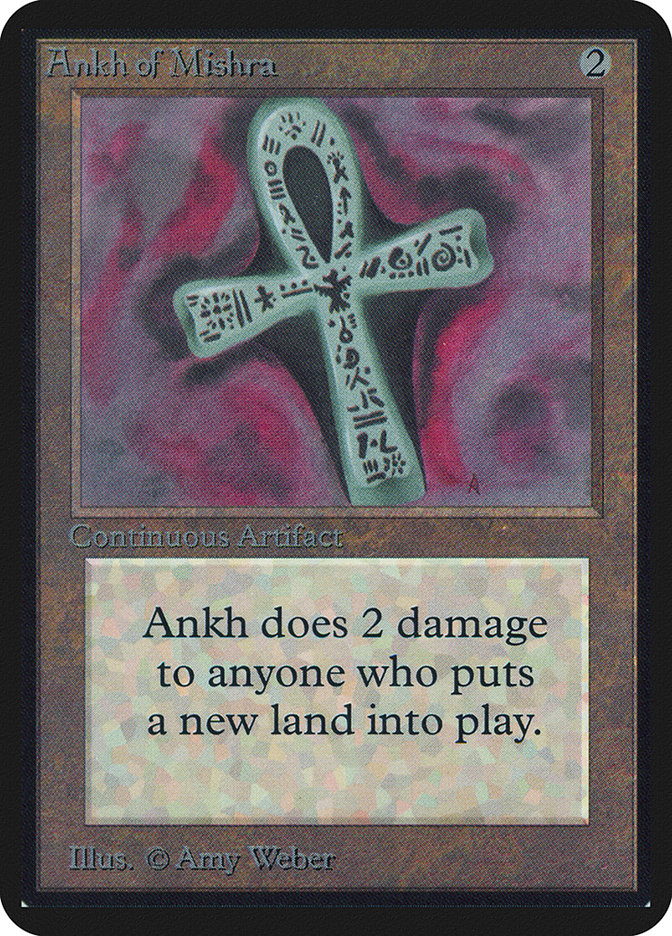 Ankh of Mishra 2
Continuous Artifact
Ankh does 2 damage
to anyone who puts
a new land into play.
Illus. © Amy Weber